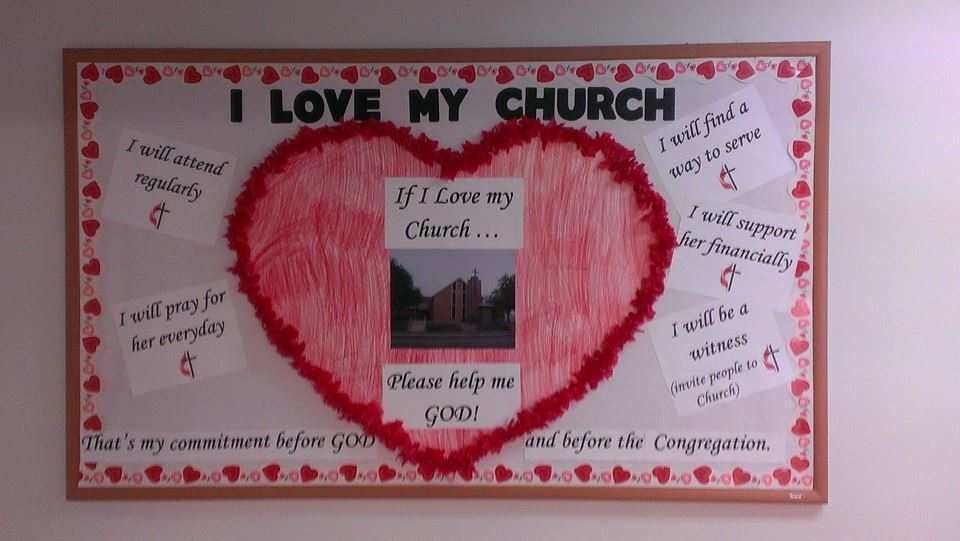 I LOVE MY CHURCH
I will attend
regularly
I will pray for
her everyday
If I Love my
Church ...
Please help me
GOD!
I will find a
way to serve
I will support
her financially
I will be a
witness
(invite people to
Church)
That's my commitment before GOD
and before the Congregation.